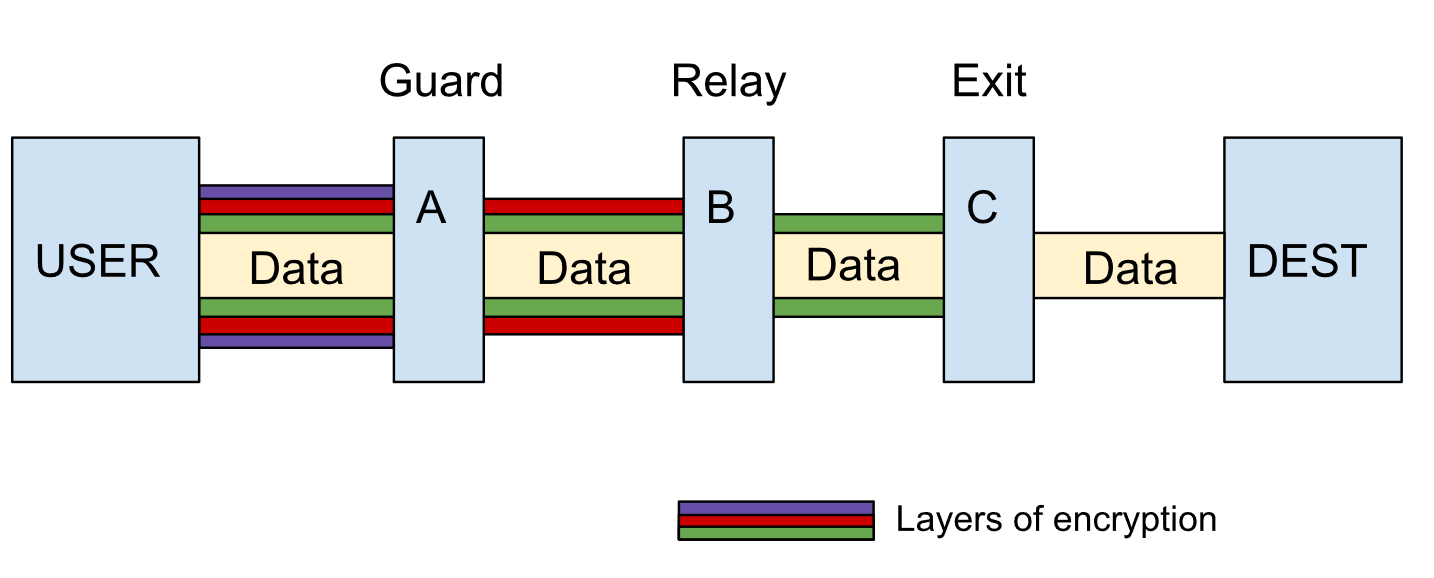 Guard Relay Exit
A B C
USER Data Data Data Data DEST
Layers of encryption